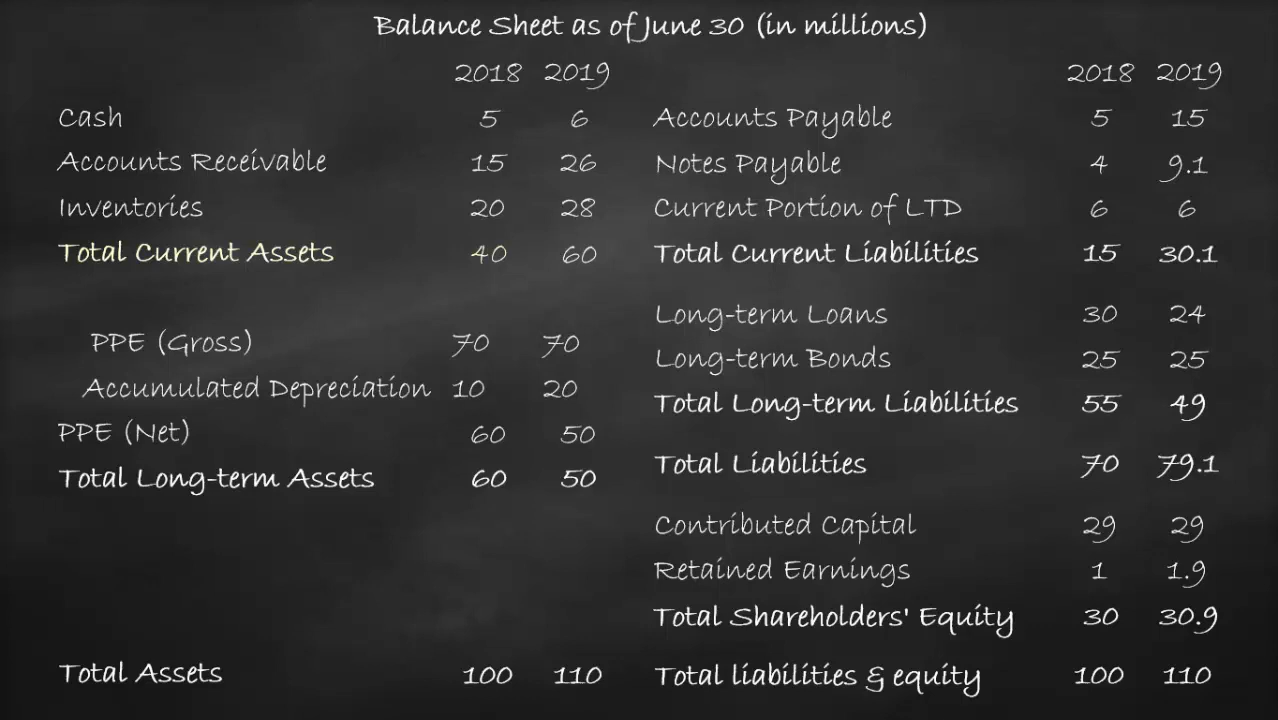 Balance Sheet as of June 30 (in millions)
2018 2019
Cash 5 6
Accounts Receivable 15 26
Inventories 20 28
Total Current Assets 40 60
PPE (Gross) 70 70
Accumulated Depreciation 10 20
PPE (Net) 60 50
Total Long-term Assets 60 50
Total Assets 100 110
2018 2019
Accounts Payable 5 15
Notes Payable 4 9.1
Current Portion of LTD 6 6
Total Current Liabilities 15 30.1
Long-term Loans 30 24
Long-term Bonds 25 25
Total Long-term Liabilities 55 49
Total Liabilities 70 79.1
Contributed Capital 29 29
Retained Earnings 1 1.9
Total Shareholders' Equity 30 30.9
Total liabilities & equity 100 110